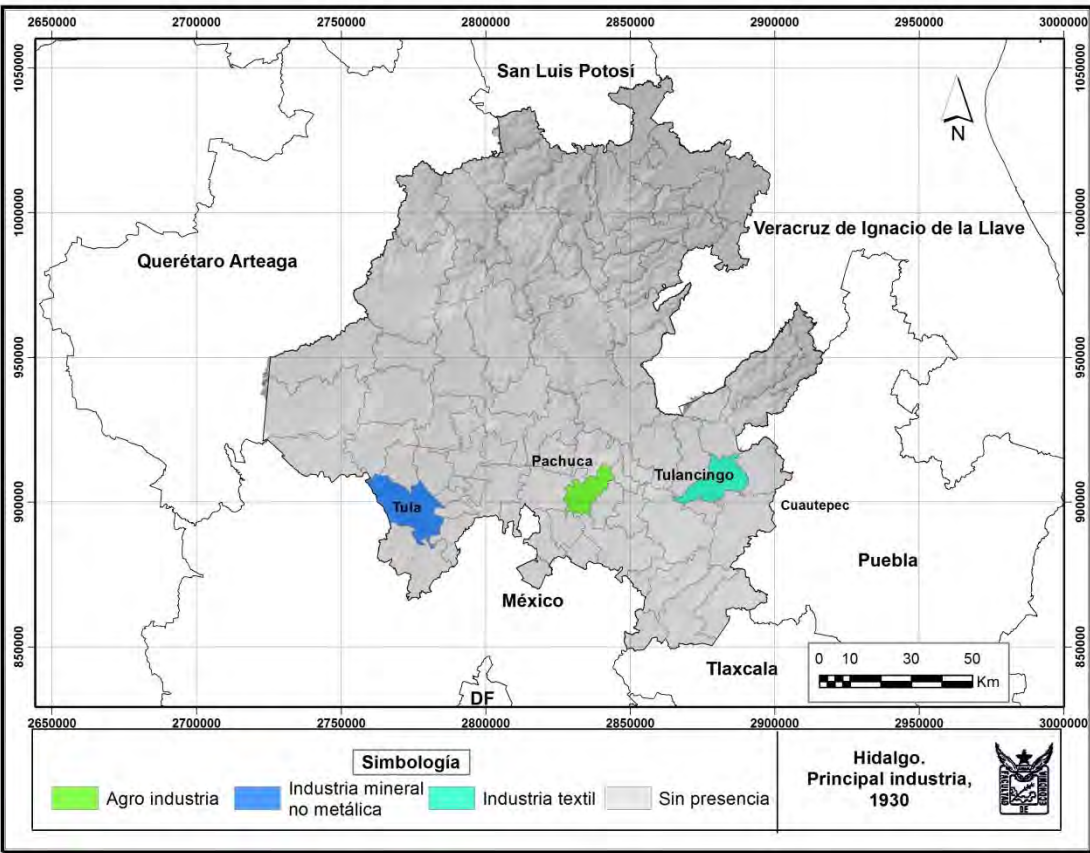 2650000 2700000 2750000 2800000 2850000 2900000 2950000 3000000
1050000 1050000
San Luis Potosí
N
1000000 1000000
Veracruz de Ignacio de la Llave
Querétaro Arteaga
950000 950000
Pachuca
Tulancingo
900000 900000
Tula
Cuautepec
Puebla
México
850000 850000
Tlaxcala
0 10 30 50
Km
DF
2650000 2700000 2750000 2800000 2850000 2900000 2950000 3000000
Simbología
Agro industria
Industria mineral
no metálica
Industria textil
Sin presencia
Hidalgo.
Principal industria,
1930
FACULTAD
DE